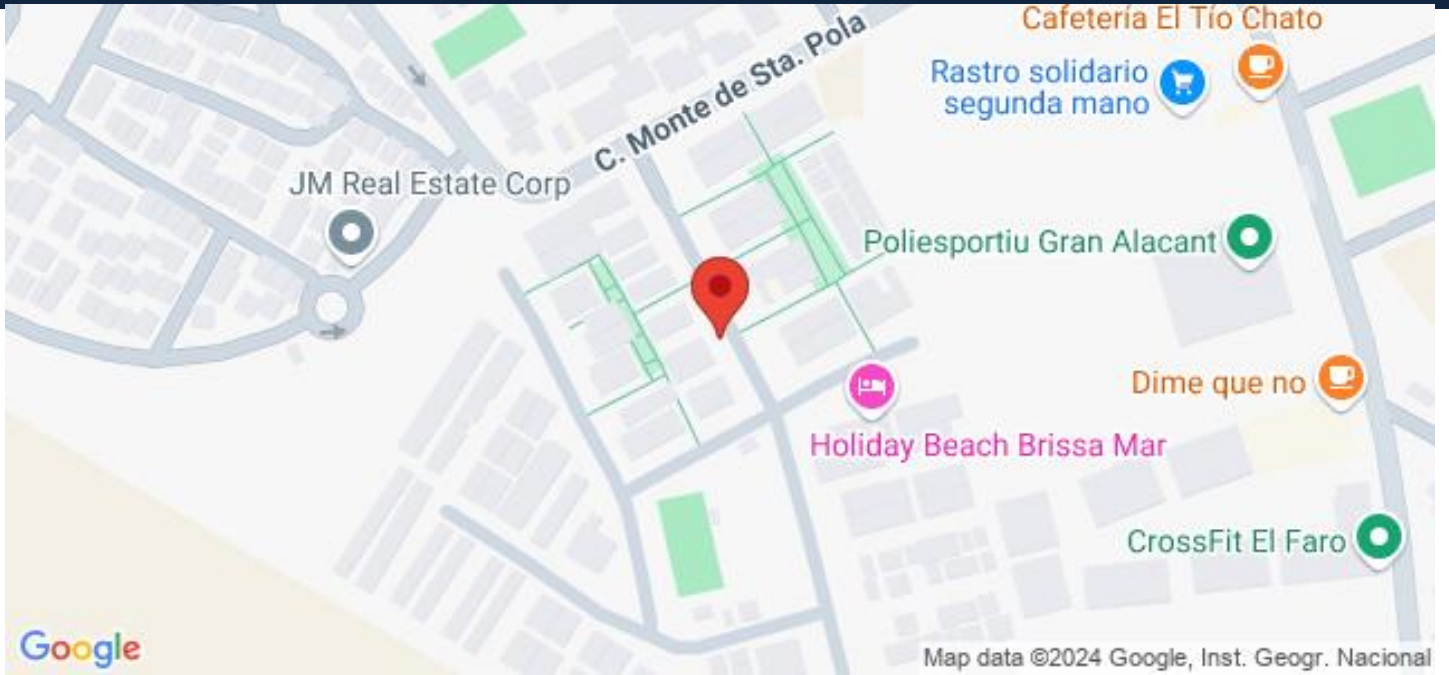 Cafetería El Tío Chato
Rastro solidario
segunda mano
C. Monte de Sta. Pola
JM Real Estate Corp
Poliesportiu Gran Alacant
Dime que no
Holiday Beach Brissa Mar
CrossFit El Faro
Google
Map data ©2024 Google, Inst. Geogr. Nacional